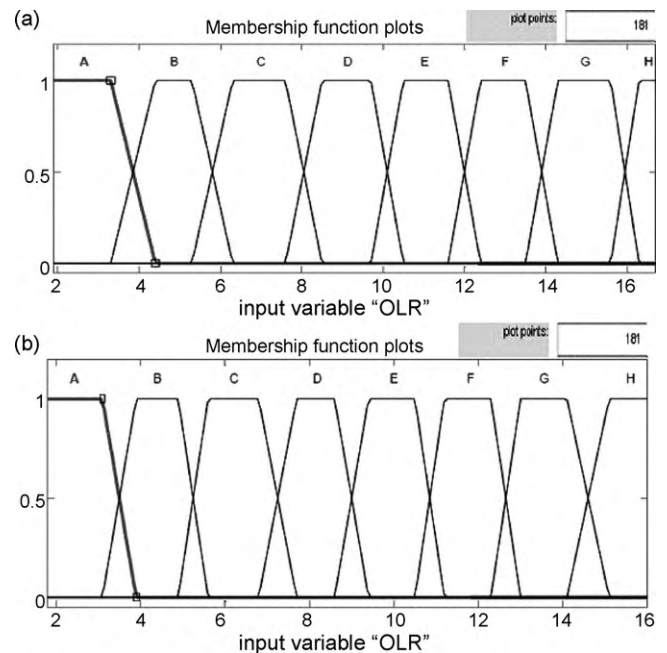 (a)
Membership function plots
plot points:
181
A B C D E F G H
1
0.5
0
2 4 6 8 10 12 14 16
input variable “OLR”
(b)
Membership function plots
plot points:
181
A B C D E F G H
1
0.5
0
2 4 6 8 10 12 14 16
input variable “OLR”